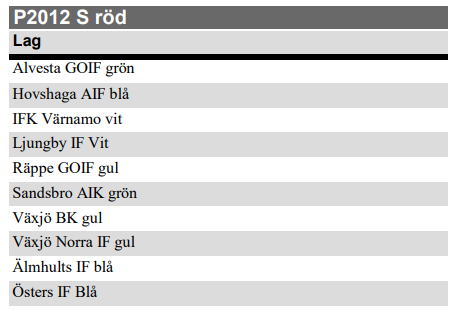 P2012 S röd
Lag
Alvesta GOIF grön
Hovshaga AIF blå
IFK Värnamo vit
Ljungby IF Vit
Räppe GOIF gul
Sandsbro AIK grön
Växjö BK gul
Växjö Norra IF gul
Älmhults IF blå
Östers IF Blå